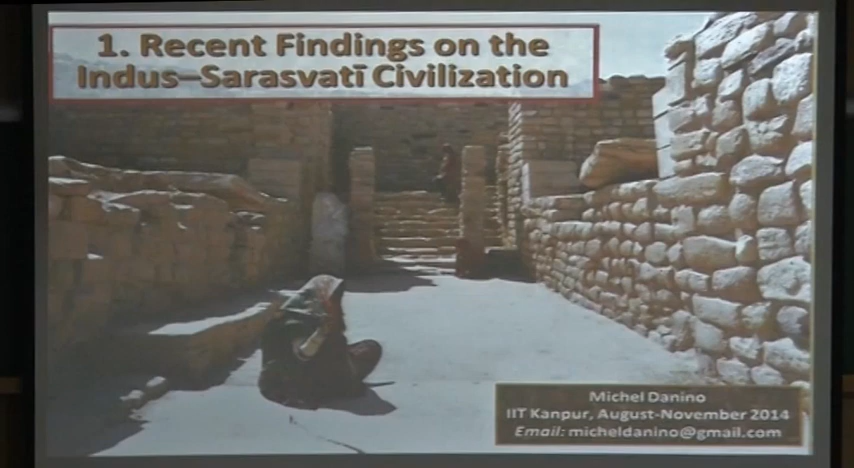 1. Recent Findings on the
Indus–Sarasvatī Civilization
Michel Danino
IIT Kanpur, August-November 2014
Email: micheldanino@gmail.com